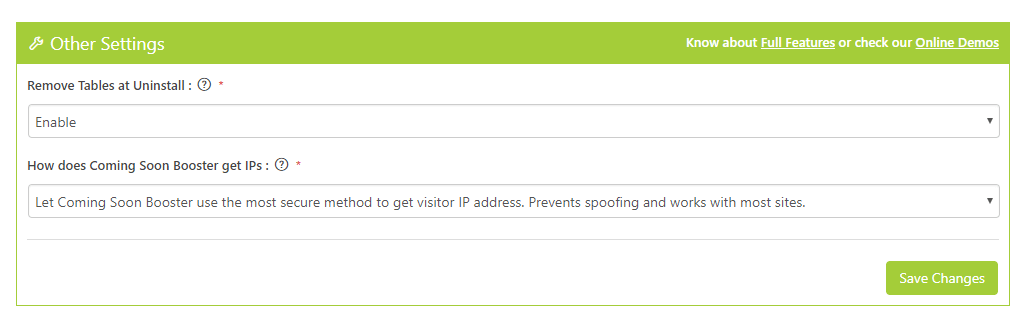 Other Settings
Know about Full Features or check our Online Demos
Remove Tables at Uninstall : ? *
Enable
How does Coming Soon Booster get IPs : ? *
Let Coming Soon Booster use the most secure method to get visitor IP address. Prevents spoofing and works with most sites.
Save Changes